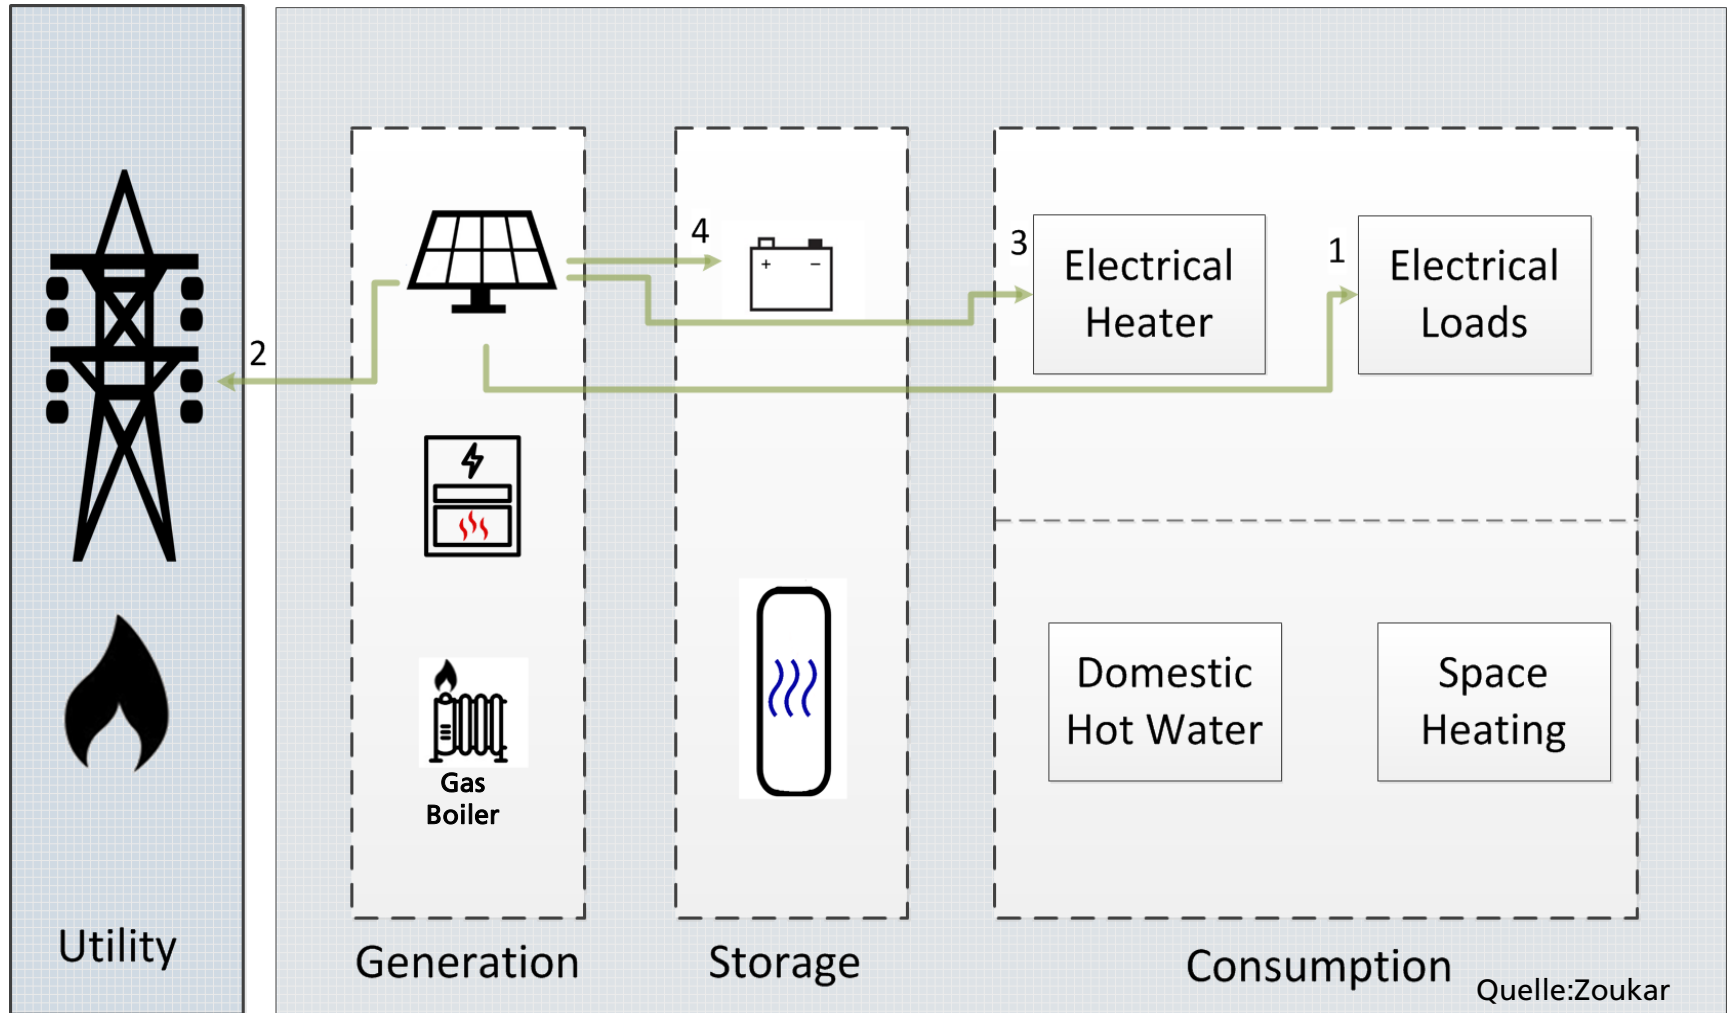 4
3
Electrical
Heater
1
Electrical
Loads
2
+ −
Domestic
Hot Water
Space
Heating
Gas
Boiler
Utility
Generation
Storage
Consumption
Quelle:Zoukar